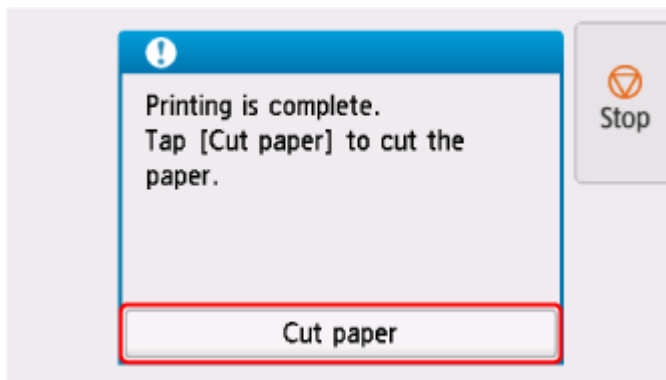 Printing is complete.
Tap [Cut paper] to cut the
paper.
Stop
Cut paper